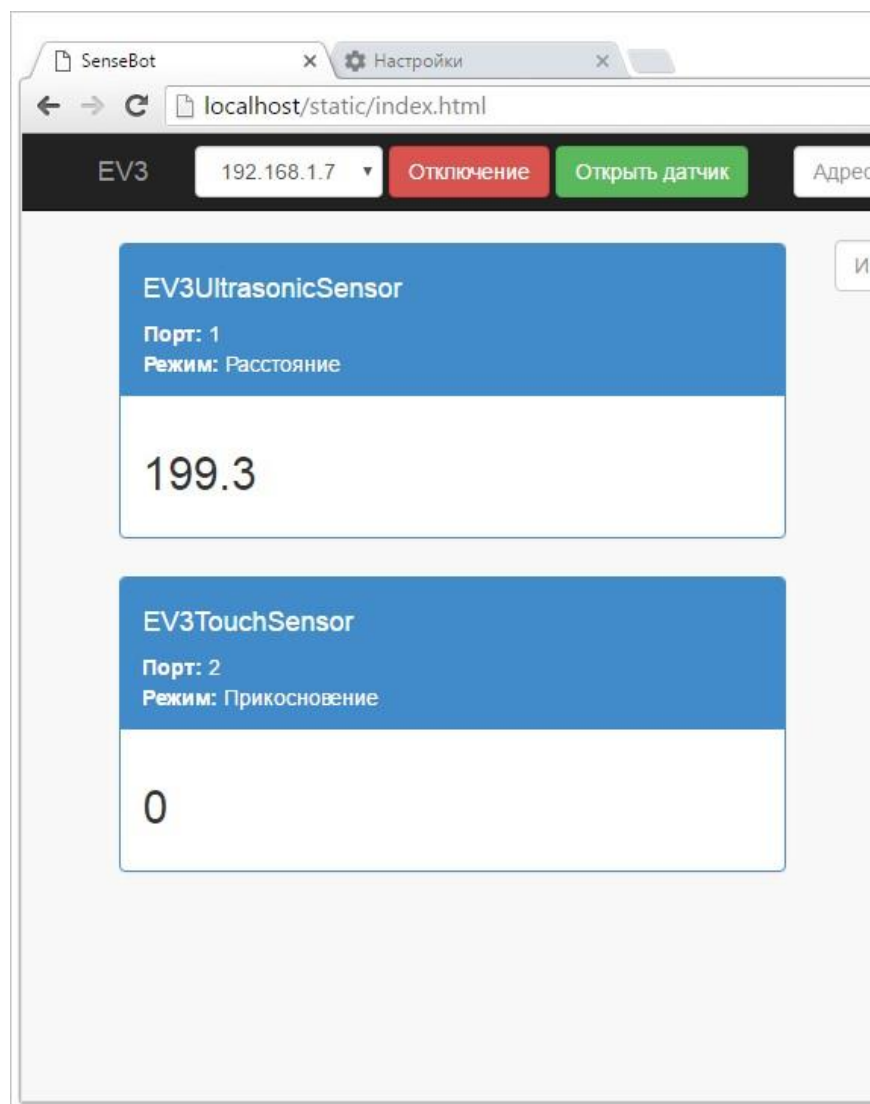 SenseBot Настройки
localhost/static/index.html
EV3 192.168.1.7 Отключение Открыть датчик Адрес
EV3UltrasonicSensor
Порт: 1
Режим: Расстояние
199.3
EV3TouchSensor
Порт: 2
Режим: Прикосновение
0